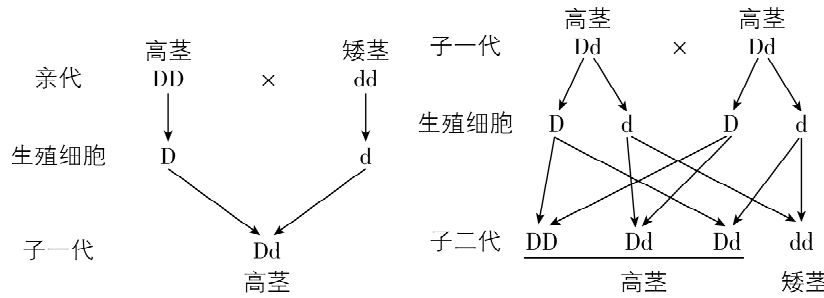 高茎 矮茎
亲代 DD × dd
生殖细胞 D d
子一代 Dd
高茎
高茎 高茎
子一代 Dd × Dd
生殖细胞 D d D d
子二代 DD Dd Dd dd
高茎 矮茎